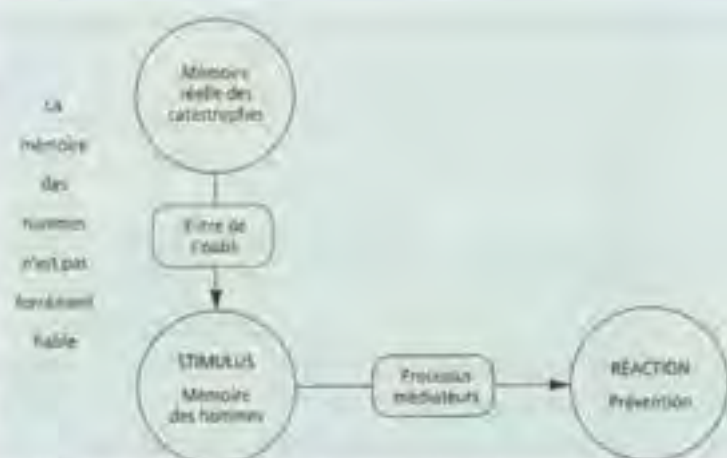 La
mémoire
des
hommes
n'est pas
forcément
fiable
Mémoire
réelle des
catastrophes
Filtre de
l'oubli
STIMULUS
Mémoire
des hommes
Processus
médiateurs
RÉACTION
Prévention